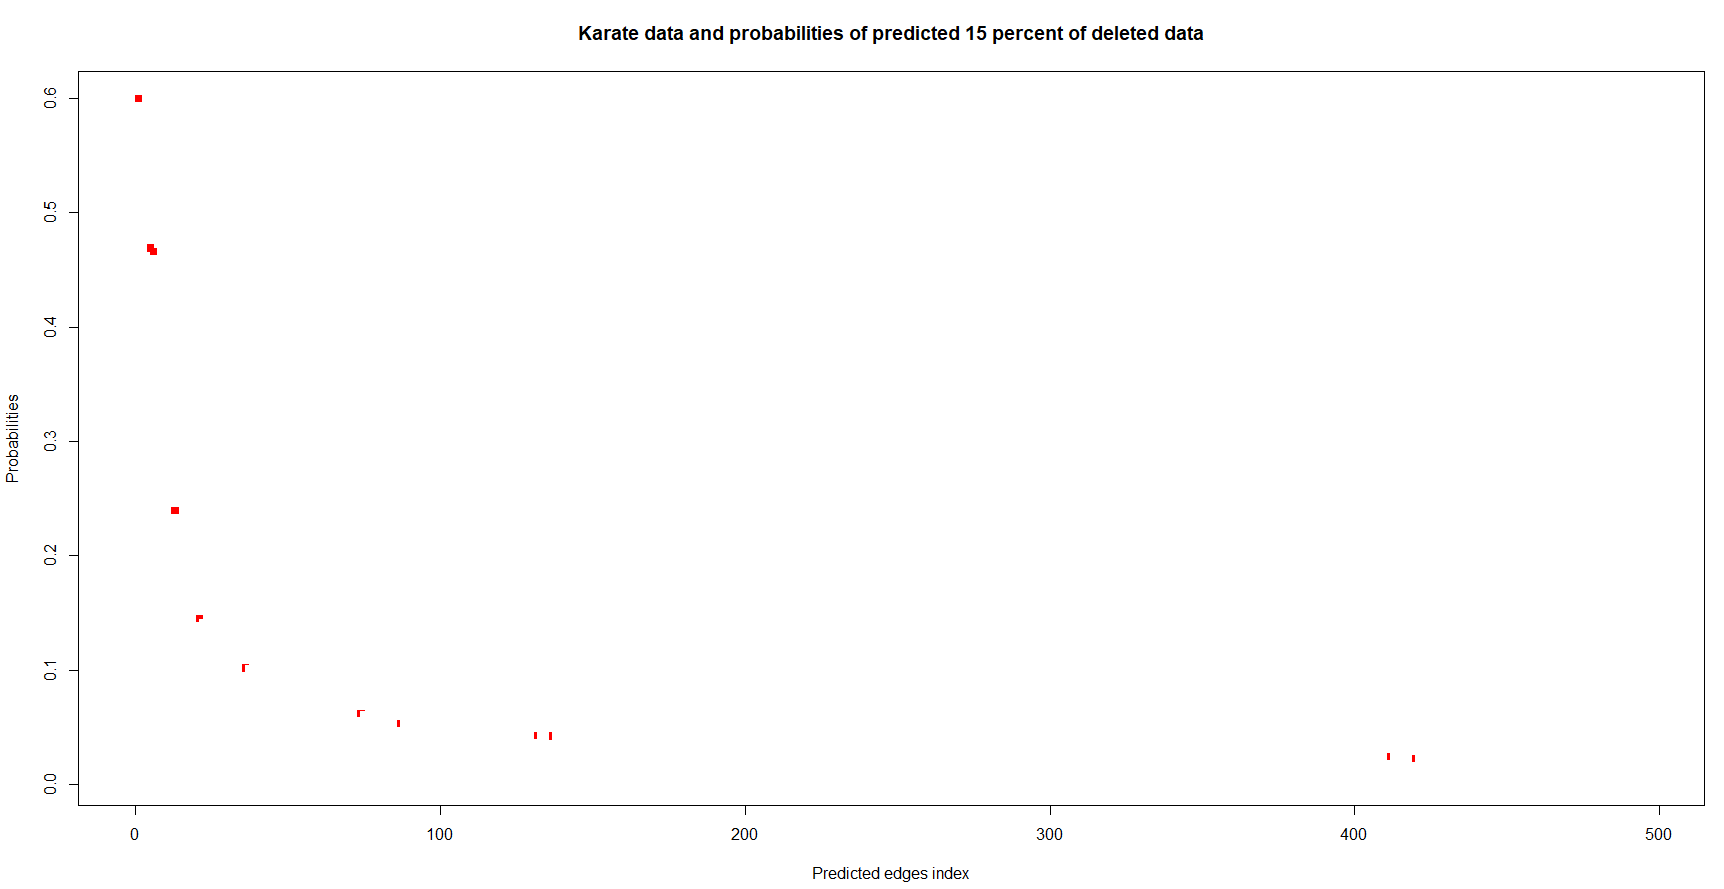 Karate data and probabilities of predicted 15 percent of deleted data
0.6
0.5
0.4
0.3
0.2
0.1
0.0
Probabilities
0 100 200 300 400 500
Predicted edges index